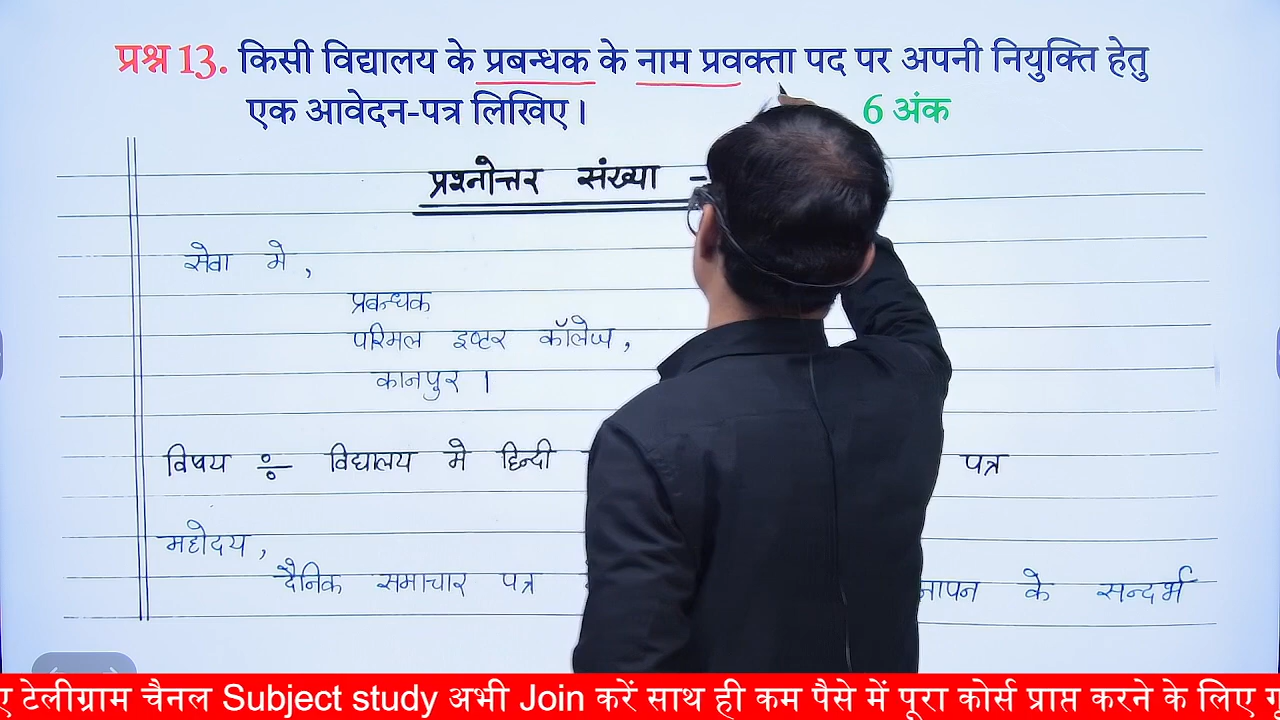 प्रश्न 13. किसी विद्यालय के प्रबन्धक के नाम प्रवक्ता पद पर अपनी नियुक्ति हेतु
एक आवेदन-पत्र लिखिए। 6 अंक
प्रश्नोत्तर संख्या -
सेवा मे,
प्रबन्धक
परिमल इण्टर कॉलेज,
कानपुर ।
विषय ÷ विद्यालय मे हिन्दी पत्र
महोदय,
दैनिक समाचार पत्र के सन्दर्भ
टेलीग्राम चैनल Subject study अभी Join करें साथ ही कम पैसे में पूरा कोर्स प्राप्त करने के लिए